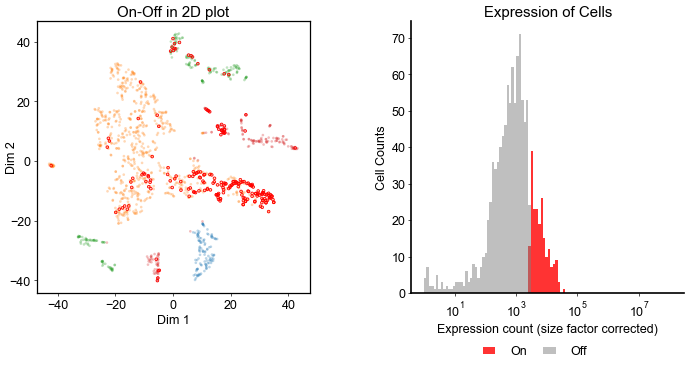 On-Off in 2D plot
Expression of Cells
Dim 2
40
20
0
−20
−40
−40 −20 0 20 40
Dim 1
Cell Counts
70
60
50
40
30
20
10
0
10^1 10^3 10^5 10^7
Expression count (size factor corrected)
On Off